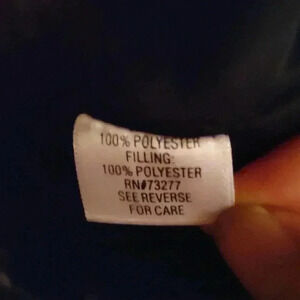 100% POLYESTER
FILLING:
100% POLYESTER
RN#73277
SEE REVERSE
FOR CARE